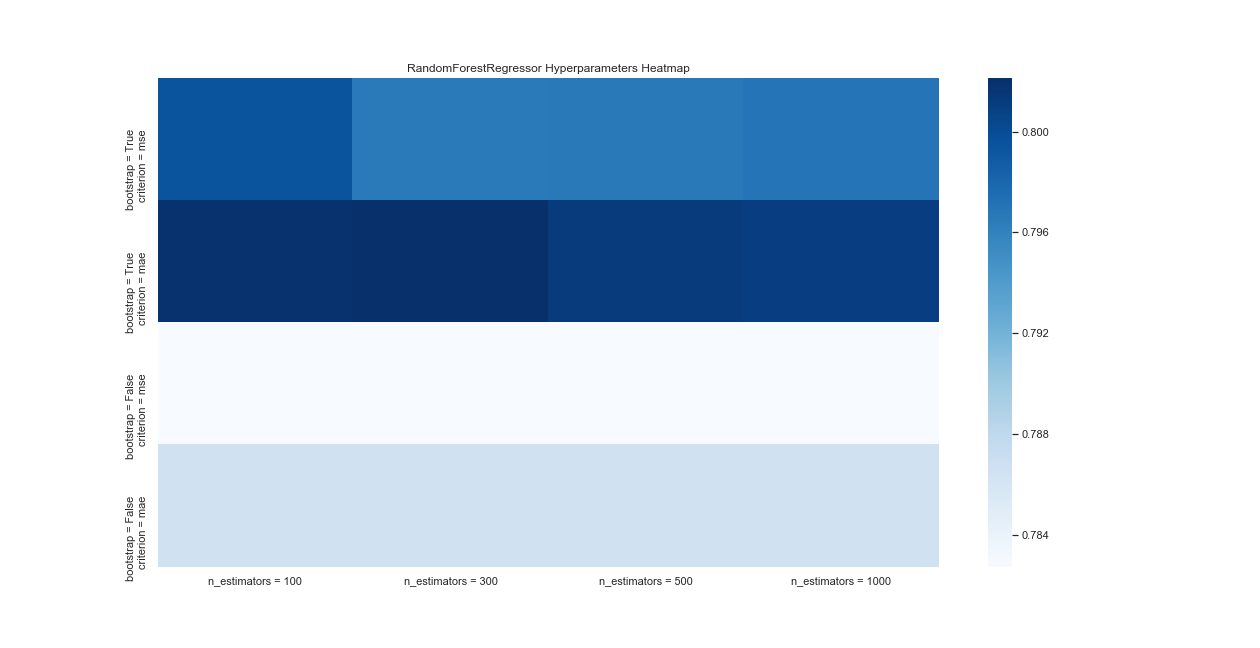 RandomForestRegressor Hyperparameters Heatmap
bootstrap = True
criterion = mse
bootstrap = True
criterion = mae
bootstrap = False
criterion = mse
bootstrap = False
criterion = mae
n_estimators = 100
n_estimators = 300
n_estimators = 500
n_estimators = 1000
0.800
0.796
0.792
0.788
0.784